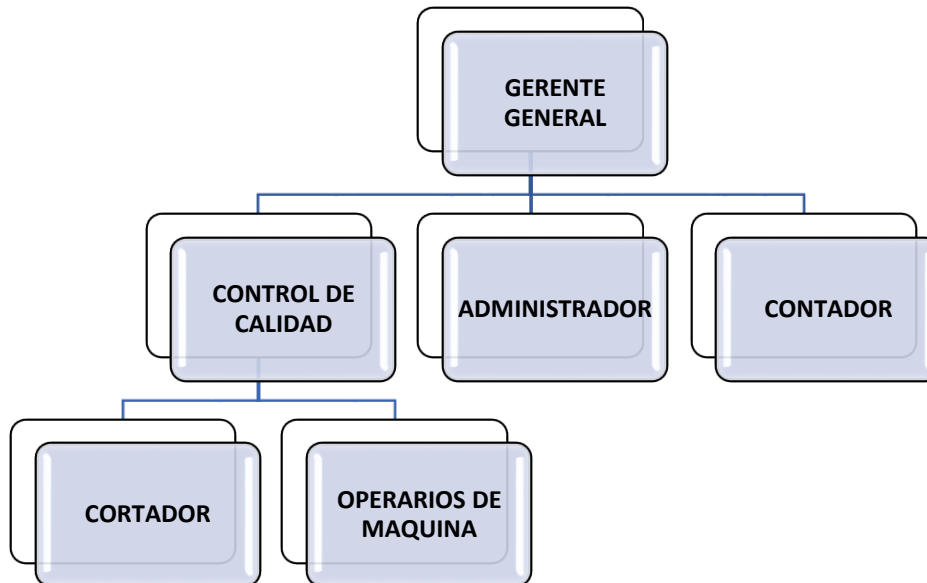 GERENTE
GENERAL
CONTROL DE
CALIDAD
ADMINISTRADOR
CONTADOR
CORTADOR
OPERARIOS DE
MAQUINA